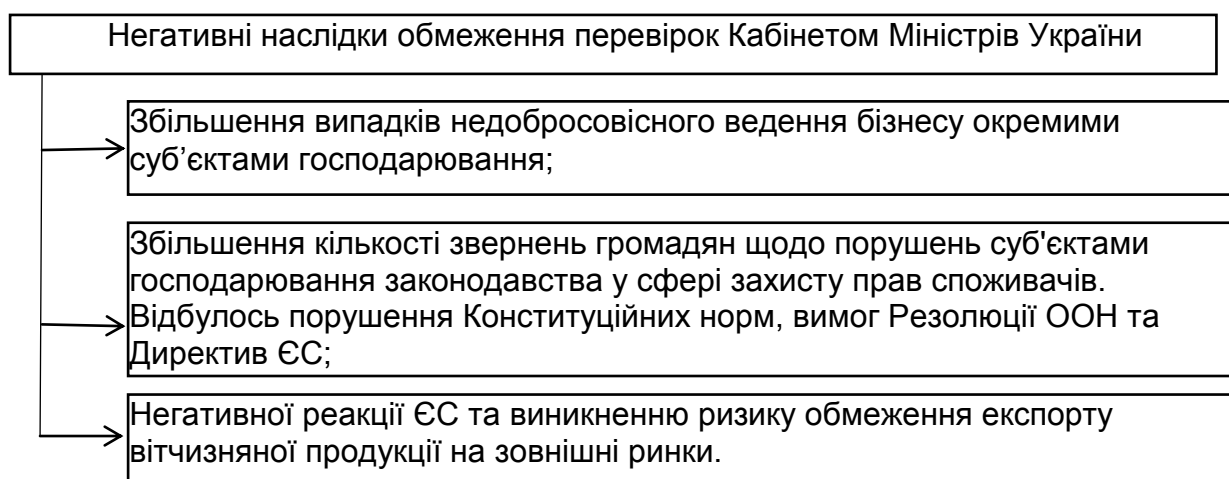 Негативні наслідки обмеження перевірок Кабінетом Міністрів України
Збільшення випадків недобросовісного ведення бізнесу окремими
суб’єктами господарювання;
Збільшення кількості звернень громадян щодо порушень суб'єктами
господарювання законодавства у сфері захисту прав споживачів.
Відбулось порушення Конституційних норм, вимог Резолюції ООН та
Директив ЄС;
Негативної реакції ЄС та виникненню ризику обмеження експорту
вітчизняної продукції на зовнішні ринки.